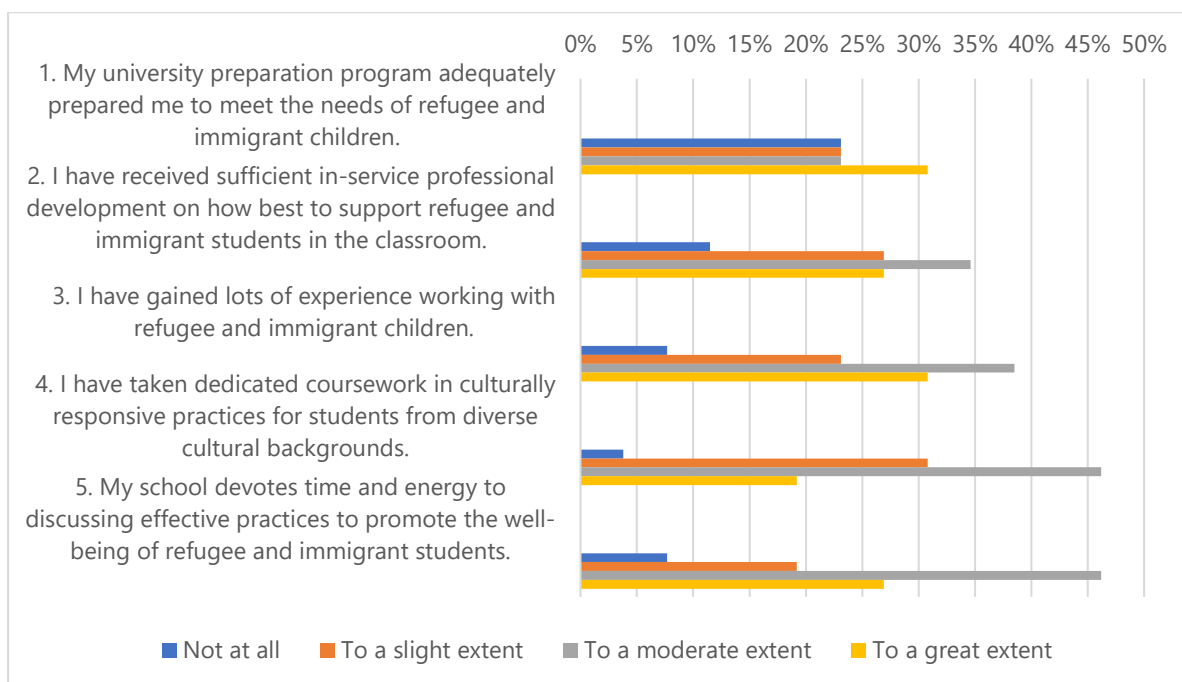 0% 5% 10% 15% 20% 25% 30% 35% 40% 45% 50%
1. My university preparation program adequately
prepared me to meet the needs of refugee and
immigrant children.
2. I have received sufficient in-service professional
development on how best to support refugee and
immigrant students in the classroom.
3. I have gained lots of experience working with
refugee and immigrant children.
4. I have taken dedicated coursework in culturally
responsive practices for students from diverse
cultural backgrounds.
5. My school devotes time and energy to
discussing effective practices to promote the well-
being of refugee and immigrant students.
Not at all To a slight extent To a moderate extent To a great extent